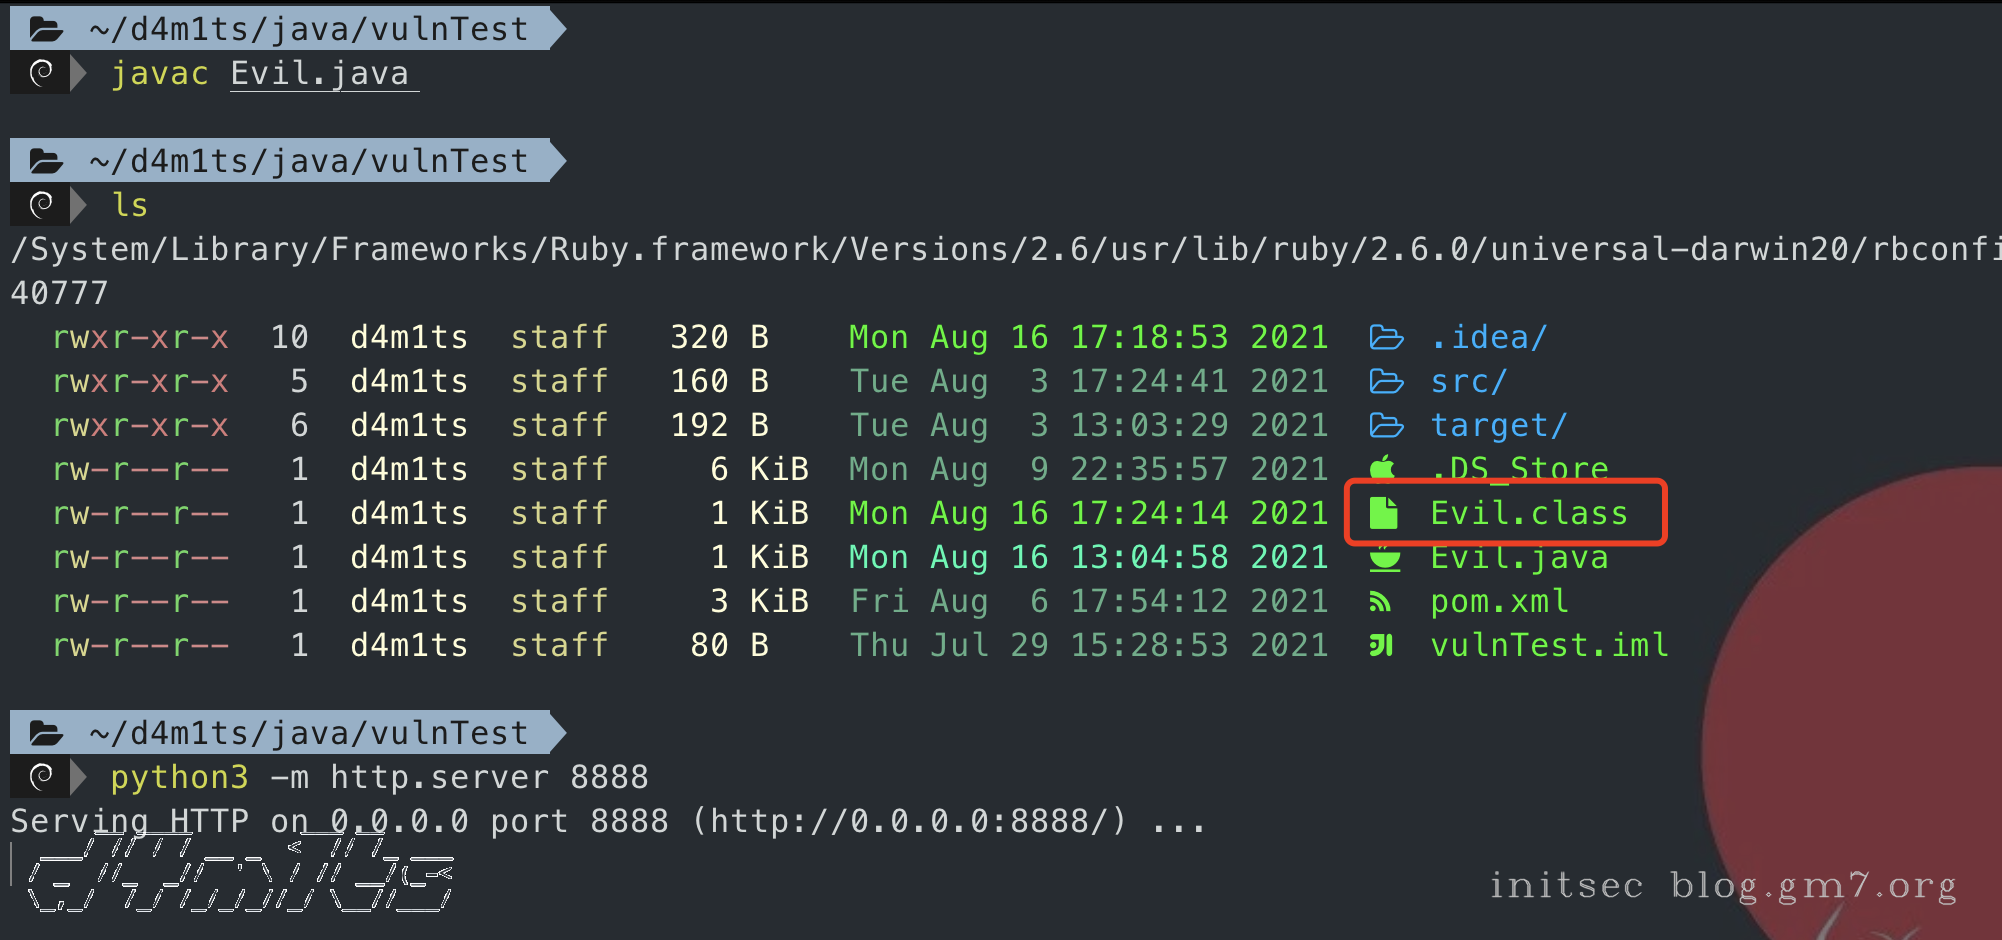 ~/d4m1ts/java/vulnTest
javac Evil.java
~/d4m1ts/java/vulnTest
ls
/System/Library/Frameworks/Ruby.framework/Versions/2.6/usr/lib/ruby/2.6.0/universal-darwin20/rbconfi
40777
rwxr-xr-x 10 d4m1ts staff 320 B Mon Aug 16 17:18:53 2021 .idea/
rwxr-xr-x 5 d4m1ts staff 160 B Tue Aug 3 17:24:41 2021 src/
rwxr-xr-x 6 d4m1ts staff 192 B Tue Aug 3 13:03:29 2021 target/
rw-r--r-- 1 d4m1ts staff 6 KiB Mon Aug 9 22:35:57 2021 .DS_Store
rw-r--r-- 1 d4m1ts staff 1 KiB Mon Aug 16 17:24:14 2021 Evil.class
rw-r--r-- 1 d4m1ts staff 1 KiB Mon Aug 16 13:04:58 2021 Evil.java
rw-r--r-- 1 d4m1ts staff 3 KiB Fri Aug 6 17:54:12 2021 pom.xml
rw-r--r-- 1 d4m1ts staff 80 B Thu Jul 29 15:28:53 2021 vulnTest.iml
~/d4m1ts/java/vulnTest
python3 -m http.server 8888
Serving HTTP on 0.0.0.0 port 8888 (http://0.0.0.0:8888/) ...
d4m1ts
initsec blog.gm7.org